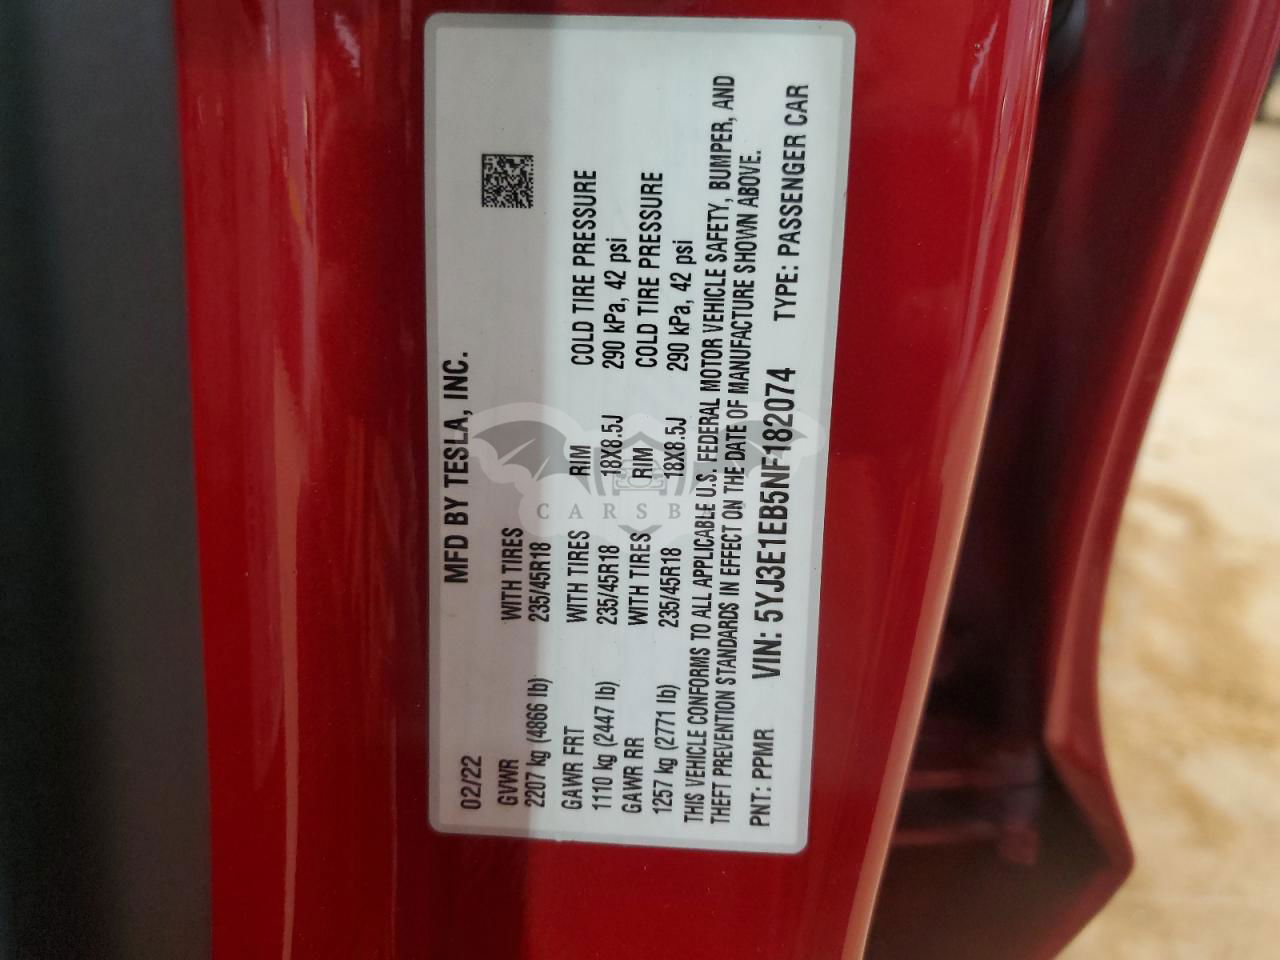 MFD BY TESLA, INC.
02/22
GVWR WITH TIRES
2207 kg (4866 lb) 235/45R18
GAWR FRT WITH TIRES RIM COLD TIRE PRESSURE
1110 kg (2447 lb) 235/45R18 18X8.5J 290 kPa, 42 psi
GAWR RR WITH TIRES RIM COLD TIRE PRESSURE
1257 kg (2771 lb) 235/45R18 18X8.5J 290 kPa, 42 psi
THIS VEHICLE CONFORMS TO ALL APPLICABLE U.S. FEDERAL MOTOR VEHICLE SAFETY, BUMPER, AND
THEFT PREVENTION STANDARDS IN EFFECT ON THE DATE OF MANUFACTURE SHOWN ABOVE.
PNT: PPMR VIN: 5YJ3E1EB5NF182074 TYPE: PASSENGER CAR